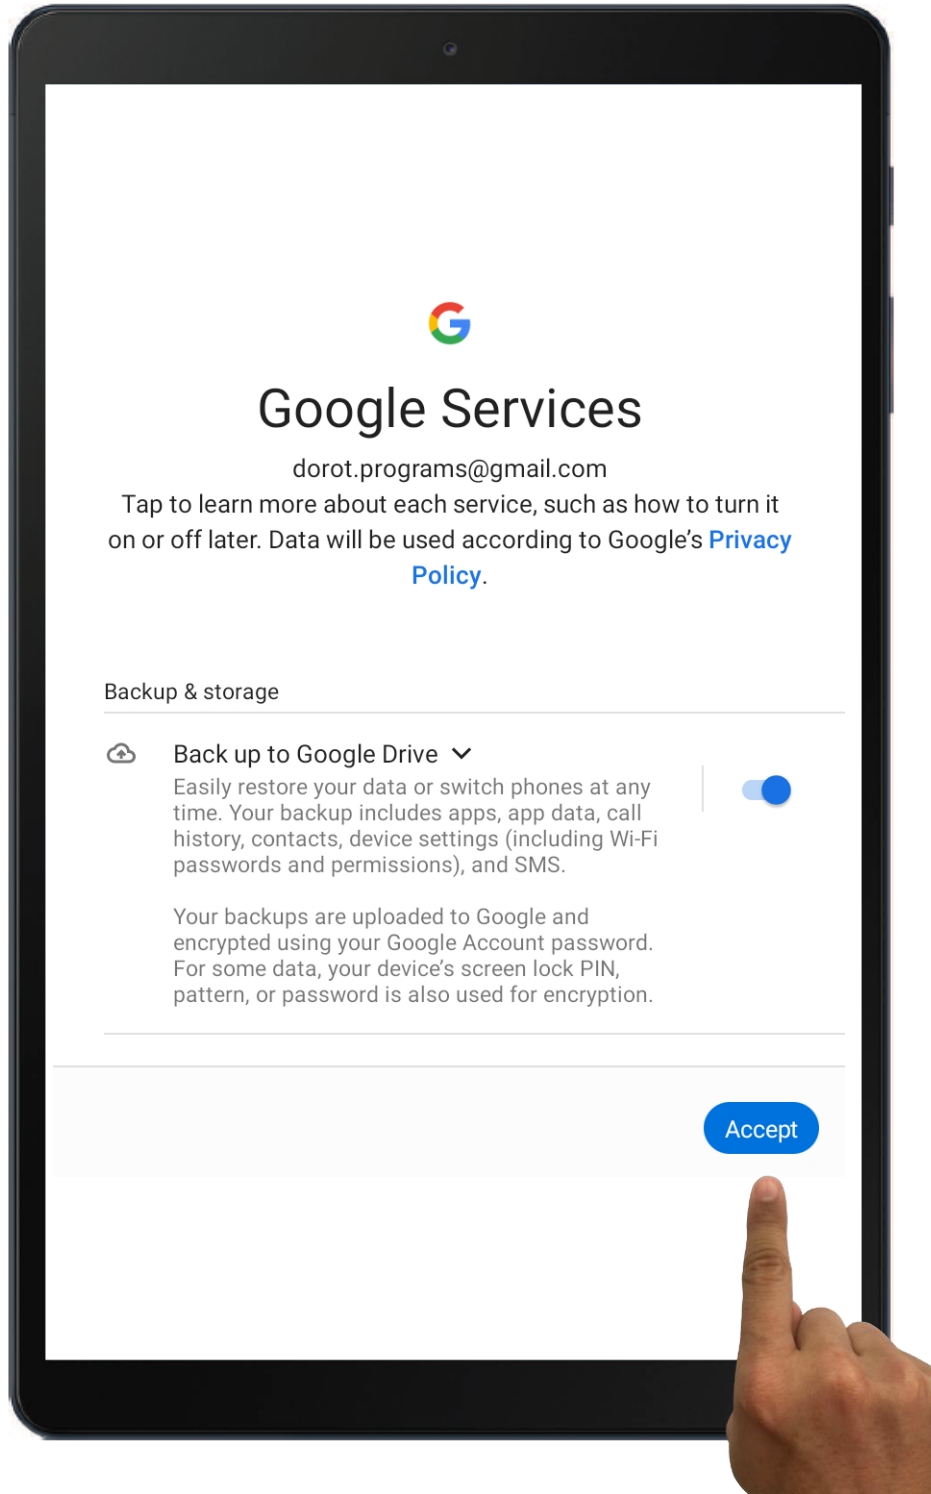 Google Services
dorot.programs@gmail.com
Tap to learn more about each service, such as how to turn it
on or off later. Data will be used according to Google's Privacy
Policy.
Backup & storage
Back up to Google Drive
Easily restore your data or switch phones at any
time. Your backup includes apps, app data, call
history, contacts, device settings (including Wi-Fi
passwords and permissions), and SMS.
Your backups are uploaded to Google and
encrypted using your Google Account password.
For some data, your device's screen lock PIN,
pattern, or password is also used for encryption.
Accept